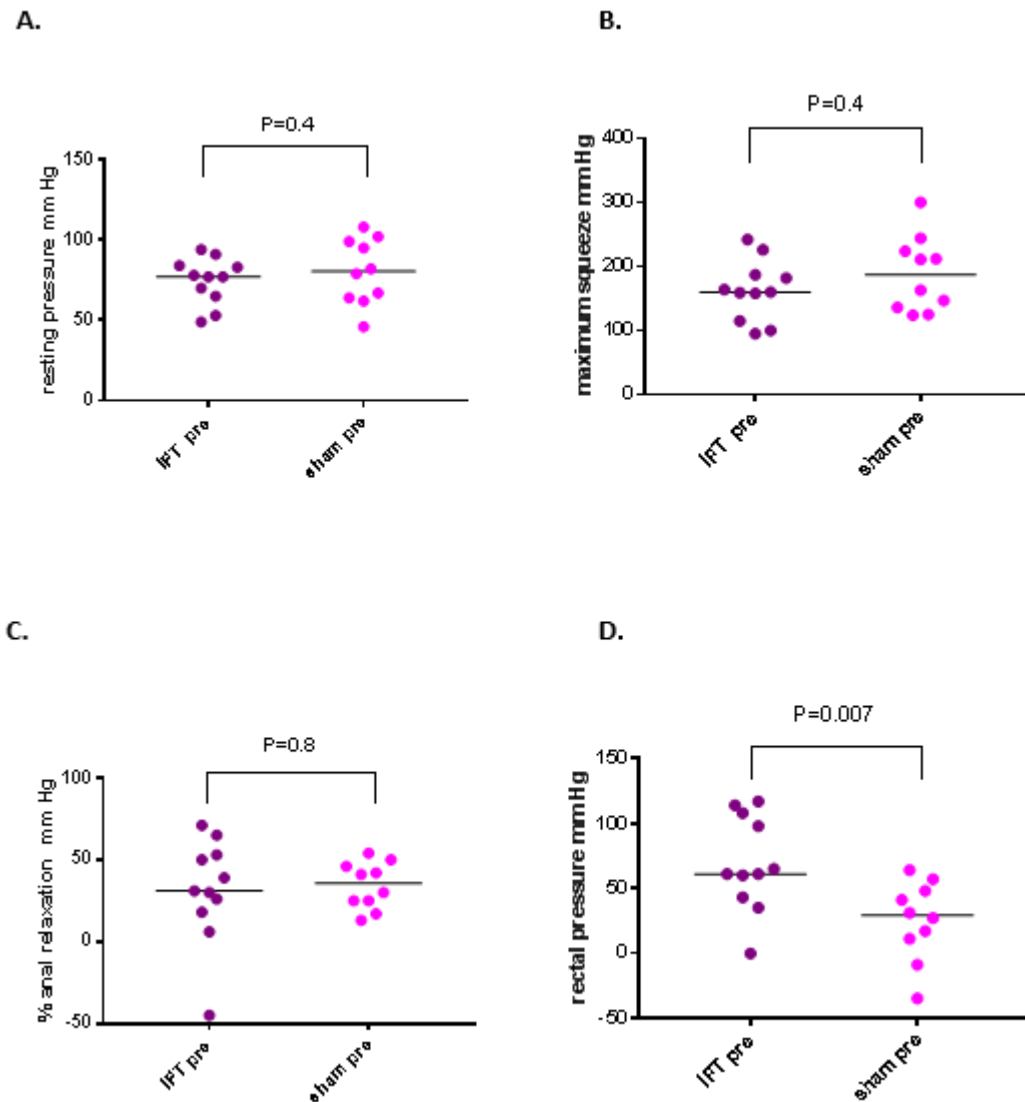 A.
P=0.4
resting pressure mm Hg
150
100
50
0
IFT pre
sham pre
B.
P=0.4
maximum squeeze mmHg
400
300
200
100
0
IFT pre
sham pre
C.
P=0.8
% anal relaxation mm Hg
100
50
0
-50
IFT pre
sham pre
D.
P=0.007
rectal pressure mmHg
150
100
50
0
-50
IFT pre
sham pre